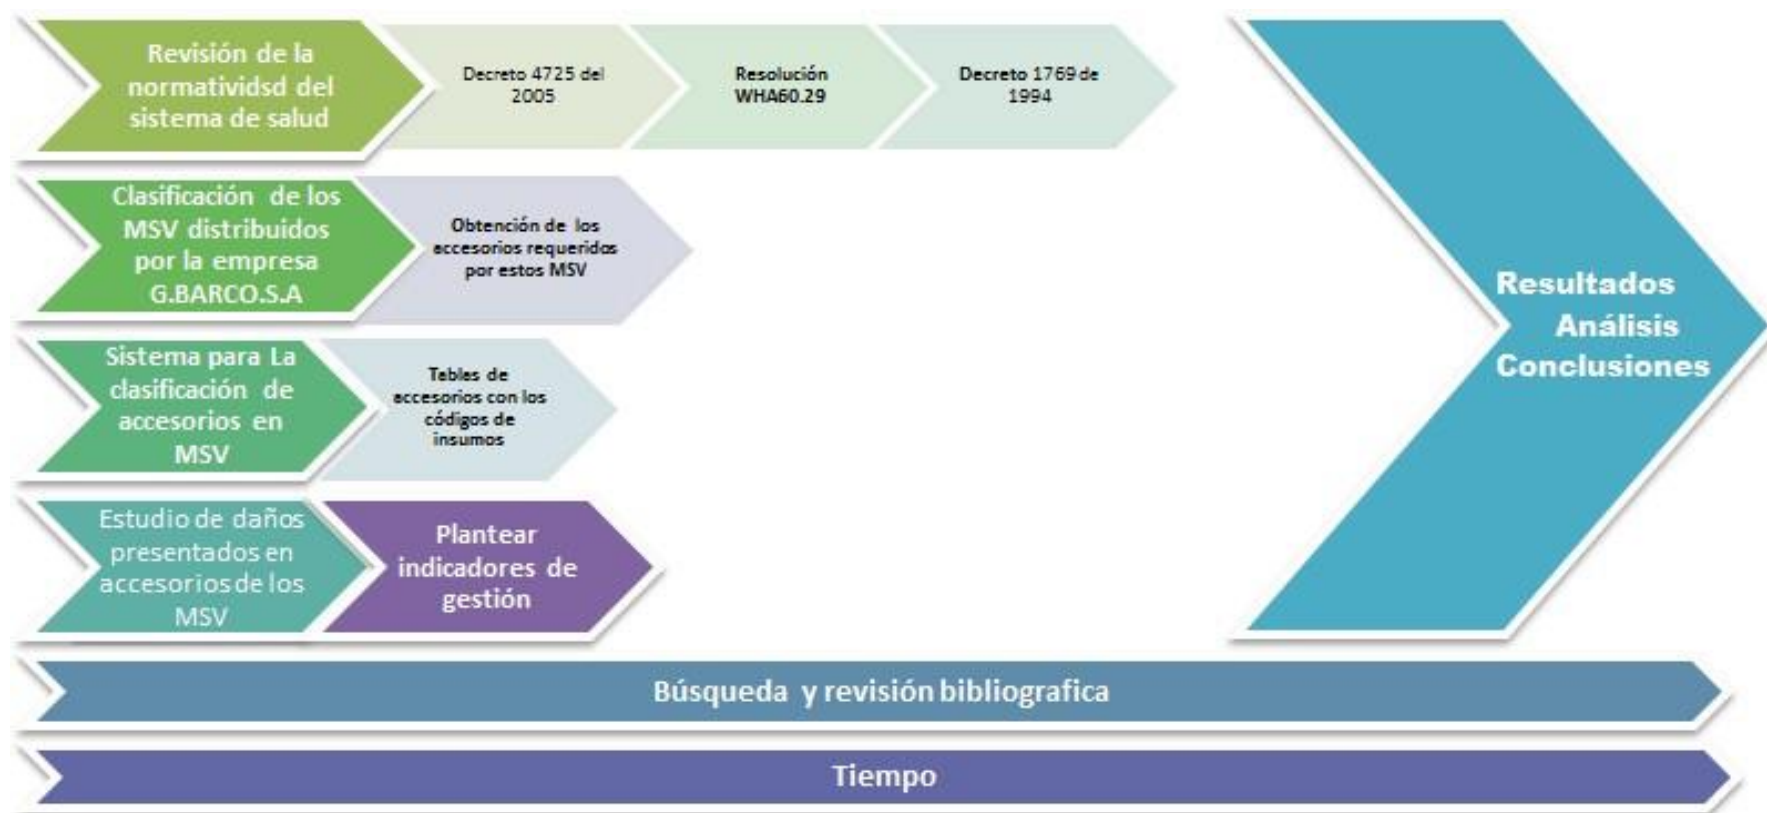 Revisión de la
normatividsd del
sistema de salud
Decreto 4725 del
2005
Resolución
WHA60.29
Decreto 1769 de
1994
Clasificación de los
MSV distribuidos
por la empresa
G.BARCO.S.A
Obtención de los
accesorios requeridos
por estos MSV
Sistema para La
clasificación de
accesorios en
MSV
Tablas de
accesorios con los
códigos de
insumos
Estudio de daños
presentados en
accesorios de los
MSV
Plantear
indicadores de
gestión
Resultados
Análisis
Conclusiones
Búsqueda y revisión bibliografica
Tiempo